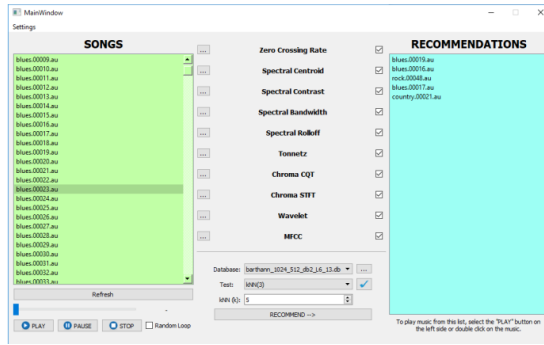 MainWindow
Settings
SONGS
blues.00009.au
blues.00010.au
blues.00011.au
blues.00012.au
blues.00013.au
blues.00014.au
blues.00015.au
blues.00016.au
blues.00017.au
blues.00018.au
blues.00019.au
blues.00020.au
blues.00021.au
blues.00022.au
blues.00023.au
blues.00024.au
blues.00025.au
blues.00026.au
blues.00027.au
blues.00028.au
blues.00029.au
blues.00030.au
blues.00031.au
blues.00032.au
blues.00033.au
Refresh
-
PLAY PAUSE STOP Random Loop
... Zero Crossing Rate
... Spectral Centroid
... Spectral Contrast
... Spectral Bandwidth
... Spectral Rolloff
... Tonnetz
... Chroma CQT
... Chroma STFT
... Wavelet
... MFCC
Database: barthann_1024_512_db2_L6_13.db ...
Test: kNN(3)
kNN (k): 5
RECOMMEND -->
RECOMMENDATIONS
blues.00019.au
blues.00016.au
rock.00048.au
blues.00017.au
country.00021.au
To play music from this list, select the "PLAY" button on
the left side or double click on the music.